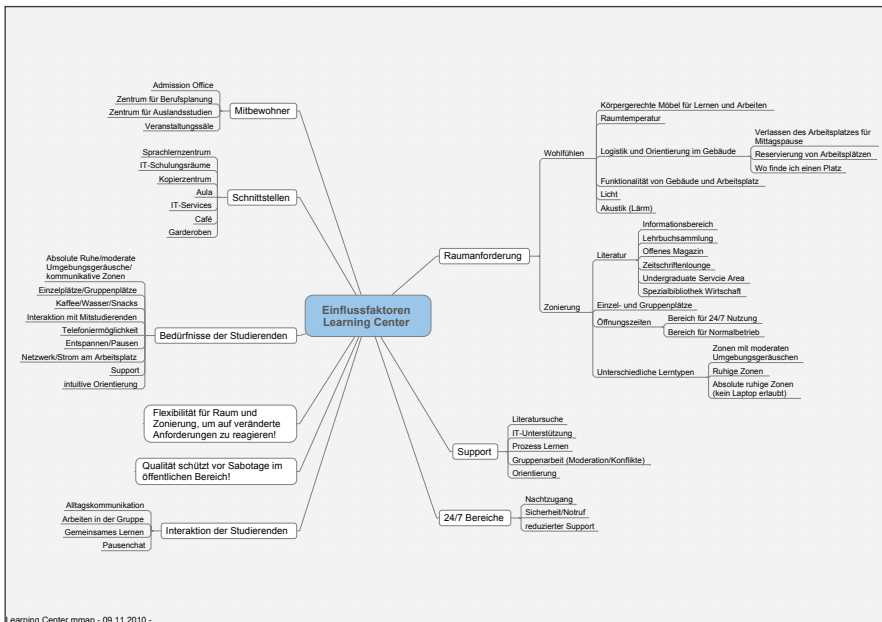 Admission Office
Zentrum für Berufsplanung
Zentrum für Auslandsstudien
Veranstaltungssäle
Mitbewohner
Sprachlernzentrum
IT-Schulungsräume
Kopierzentrum
Aula
IT-Services
Café
Garderoben
Schnittstellen
Absolute Ruhe/moderate
Umgebungsgeräusche/
kommunikative Zonen
Einzelplätze/Gruppenplätze
Kaffee/Wasser/Snacks
Interaktion mit Mitstudierenden
Telefoniermöglichkeit
Entspannen/Pausen
Netzwerk/Strom am Arbeitsplatz
Support
intuitive Orientierung
Bedürfnisse der Studierenden
Flexibilität für Raum und
Zonierung, um auf veränderte
Anforderungen zu reagieren!
Qualität schützt vor Sabotage im
öffentlichen Bereich!
Alltagskommunikation
Arbeiten in der Gruppe
Gemeinsames Lernen
Pausenchat
Interaktion der Studierenden
Einflussfaktoren
Learning Center
Raumanforderung
Wohlfühlen
Körpergerechte Möbel für Lernen und Arbeiten
Raumtemperatur
Logistik und Orientierung im Gebäude
Verlassen des Arbeitsplatzes für
Mittagspause
Reservierung von Arbeitsplätzen
Wo finde ich einen Platz
Funktionalität von Gebäude und Arbeitsplatz
Licht
Akustik (Lärm)
Zonierung
Literatur
Informationsbereich
Lehrbuchsammlung
Offenes Magazin
Zeitschriftenlounge
Undergraduate Servcie Area
Spezialbibliothek Wirtschaft
Einzel- und Gruppenplätze
Öffnungszeiten
Bereich für 24/7 Nutzung
Bereich für Normalbetrieb
Unterschiedliche Lerntypen
Zonen mit moderaten
Umgebungsgeräuschen
Ruhige Zonen
Absolute ruhige Zonen
(kein Laptop erlaubt)
Support
Literatursuche
IT-Unterstützung
Prozess Lernen
Gruppenarbeit (Moderation/Konflikte)
Orientierung
24/7 Bereiche
Nachtzugang
Sicherheit/Notruf
reduzierter Support
Learning Center.mmap - 09.11.2010 -